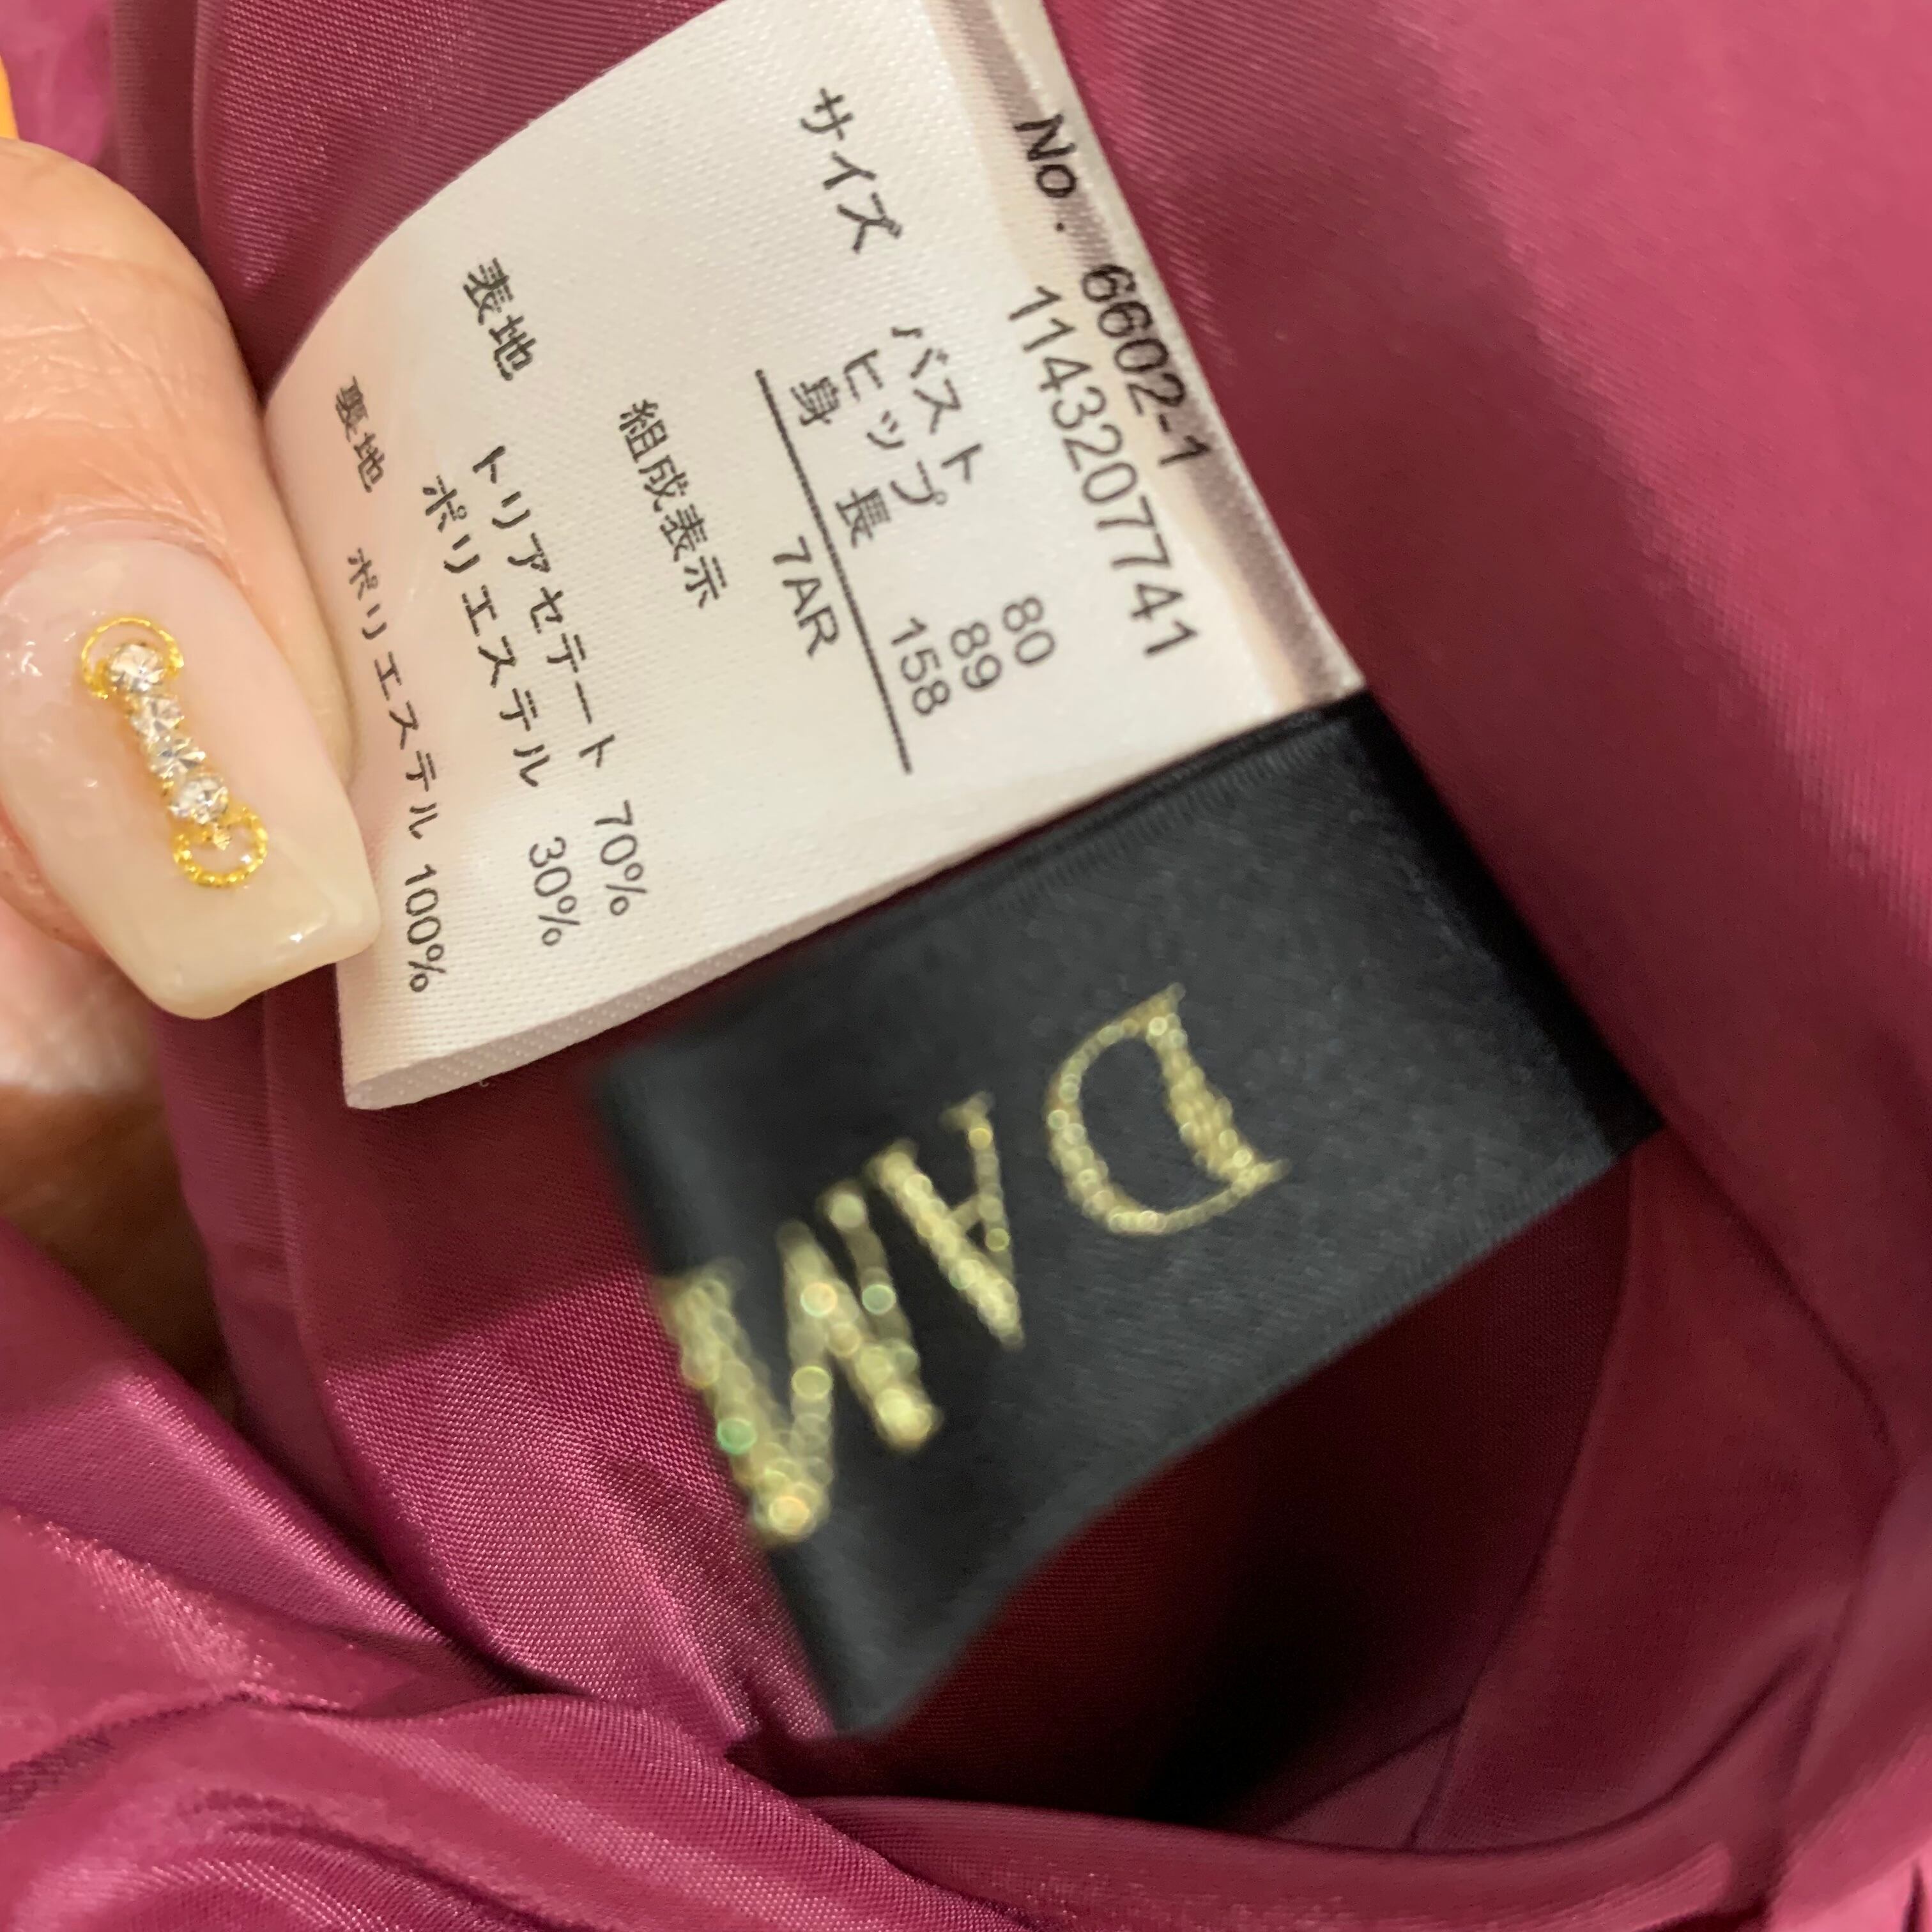 No. 6602-1
1143207741
サイズ
バスト 80
ヒップ 89
身長 158
7AR
組成表示
表地 トリアセテート 70%
ポリエステル 30%
裏地 ポリエステル 100%
DAM